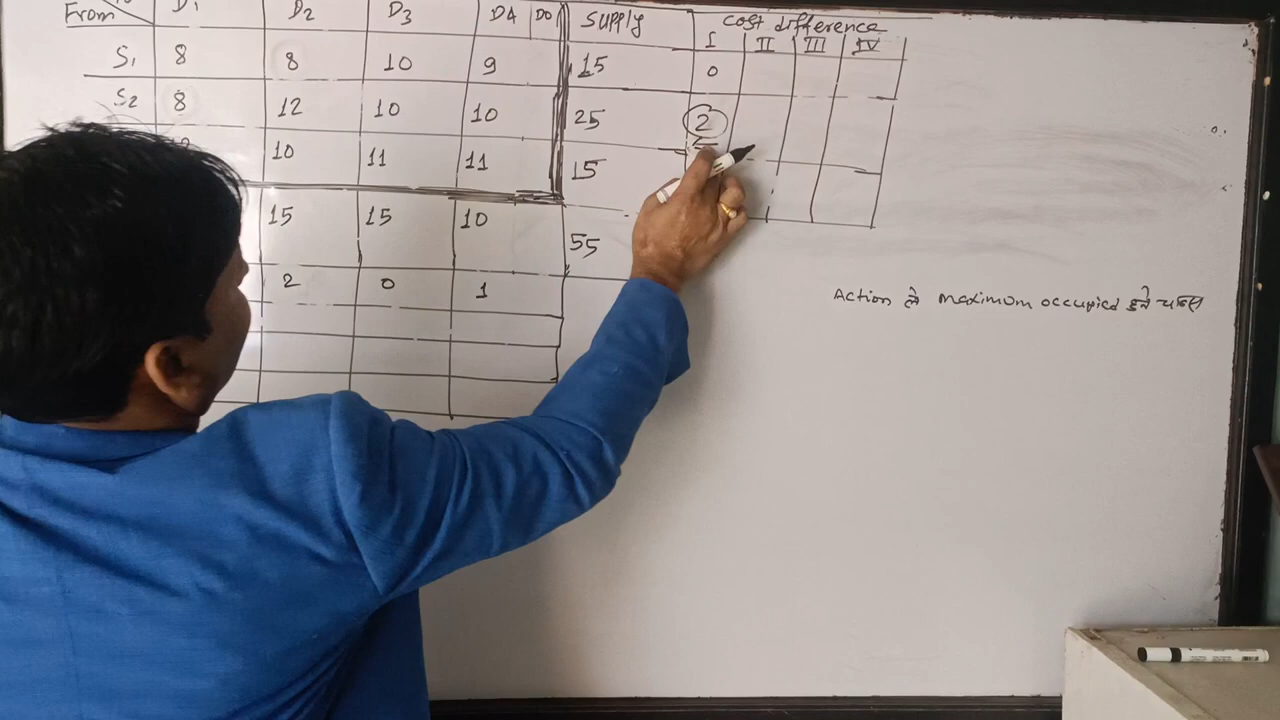 From D1 D2 D3 D4 Supply Cost difference
I II III IV
S1 8 8 10 9 15 0
S2 8 12 10 10 25 2
10 11 11 15
15 15 10 55
2 0 1
Action ले maximum occupied हुने